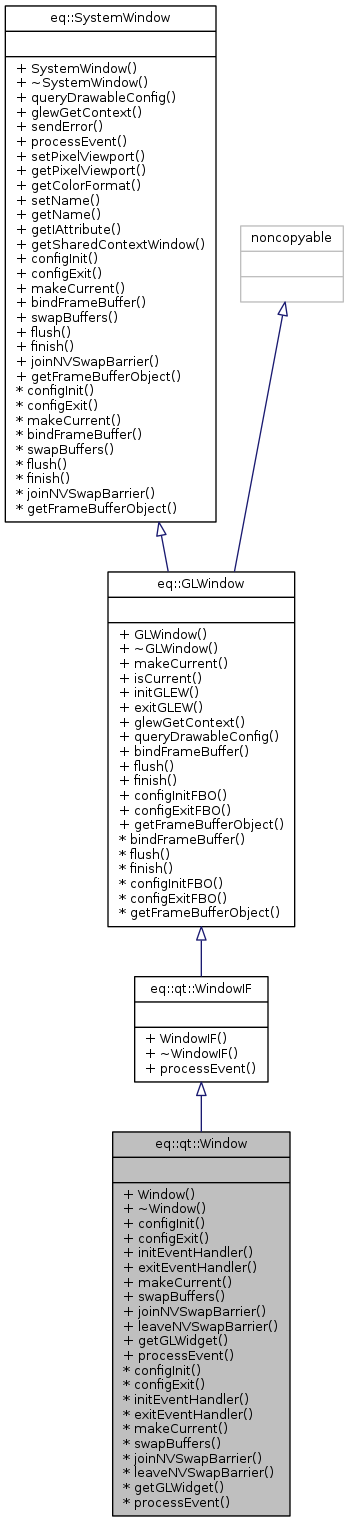 eq::SystemWindow
+ SystemWindow()
+ ~SystemWindow()
+ queryDrawableConfig()
+ glewGetContext()
+ sendError()
+ processEvent()
+ setPixelViewport()
+ getPixelViewport()
+ getColorFormat()
+ setName()
+ getName()
+ getIAttribute()
+ getSharedContextWindow()
+ configInit()
+ configExit()
+ makeCurrent()
+ bindFrameBuffer()
+ swapBuffers()
+ flush()
+ finish()
+ joinNVSwapBarrier()
+ getFrameBufferObject()
* configInit()
* configExit()
* makeCurrent()
* bindFrameBuffer()
* swapBuffers()
* flush()
* finish()
* joinNVSwapBarrier()
* getFrameBufferObject()
noncopyable
eq::GLWindow
+ GLWindow()
+ ~GLWindow()
+ makeCurrent()
+ isCurrent()
+ initGLEW()
+ exitGLEW()
+ glewGetContext()
+ queryDrawableConfig()
+ bindFrameBuffer()
+ flush()
+ finish()
+ configInitFBO()
+ configExitFBO()
+ getFrameBufferObject()
* bindFrameBuffer()
* flush()
* finish()
* configInitFBO()
* configExitFBO()
* getFrameBufferObject()
eq::qt::WindowIF
+ WindowIF()
+ ~WindowIF()
+ processEvent()
eq::qt::Window
+ Window()
+ ~Window()
+ configInit()
+ configExit()
+ initEventHandler()
+ exitEventHandler()
+ makeCurrent()
+ swapBuffers()
+ joinNVSwapBarrier()
+ leaveNVSwapBarrier()
+ getGLWidget()
+ processEvent()
* configInit()
* configExit()
* initEventHandler()
* exitEventHandler()
* makeCurrent()
* swapBuffers()
* joinNVSwapBarrier()
* leaveNVSwapBarrier()
* getGLWidget()
* processEvent()